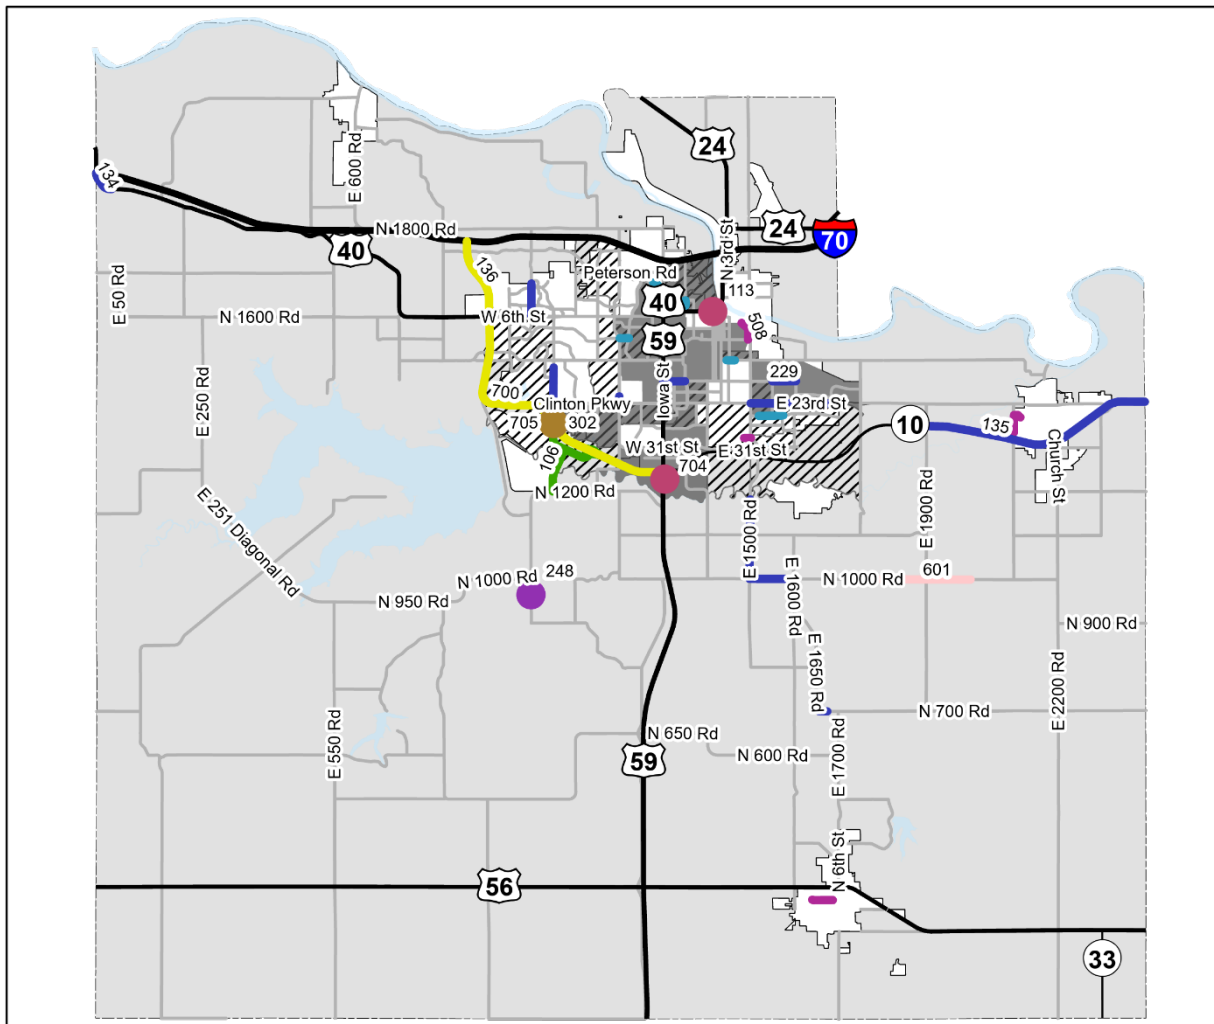 24
134
E 600 Rd
24
N 1800 Rd
N 3rd St
70
40
136
Peterson Rd
E 50 Rd
113
40
N 1600 Rd
W 6th St
508
59
229
E 250 Rd
700
Iowa St
Clinton Pkwy
E 23rd St
705
302
10
135
W 31st St
E 31st St
106
704
Church St
N 1200 Rd
E 251 Diagonal Rd
E 1900 Rd
E 1500 Rd
N 1000 Rd
248
E 1600 Rd
N 1000 Rd
601
N 950 Rd
N 900 Rd
E 1650 Rd
E 2200 Rd
N 700 Rd
E 550 Rd
N 650 Rd
E 1700 Rd
N 600 Rd
59
N 6th St
56
33